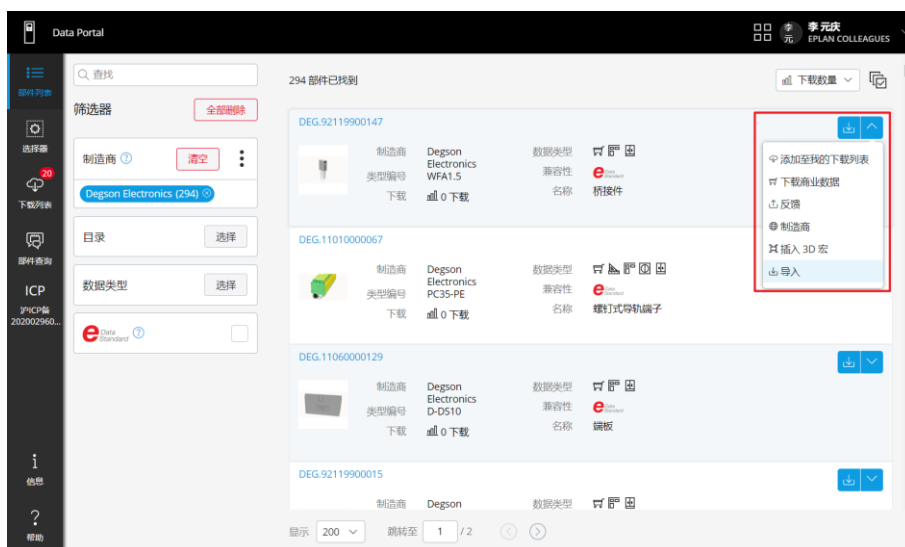 Data Portal
李元
李 元庆
EPLAN COLLEAGUES
部件列表
选择器
20
下载列表
部件查询
ICP
沪ICP备
202002960...
信息
帮助
查找
筛选器
全部删除
制造商
清空
Degson Electronics (294)
目录
选择
数据类型
选择
e Data Standard
294 部件已找到
下载数量
DEG.92119900147
制造商 Degson Electronics
类型编号 WFA1.5
下载 0 下载
数据类型
兼容性 e Data Standard
名称 桥接件
添加至我的下载列表
下载商业数据
反馈
制造商
插入 3D 宏
导入
DEG.11010000067
制造商 Degson Electronics
类型编号 PC35-PE
下载 0 下载
数据类型
兼容性 e Data Standard
名称 螺钉式导轨端子
DEG.11060000129
制造商 Degson Electronics
类型编号 D-DS10
下载 0 下载
数据类型
兼容性 e Data Standard
名称 端板
DEG.92119900015
制造商 Degson
数据类型
显示 200 跳转至 1 / 2